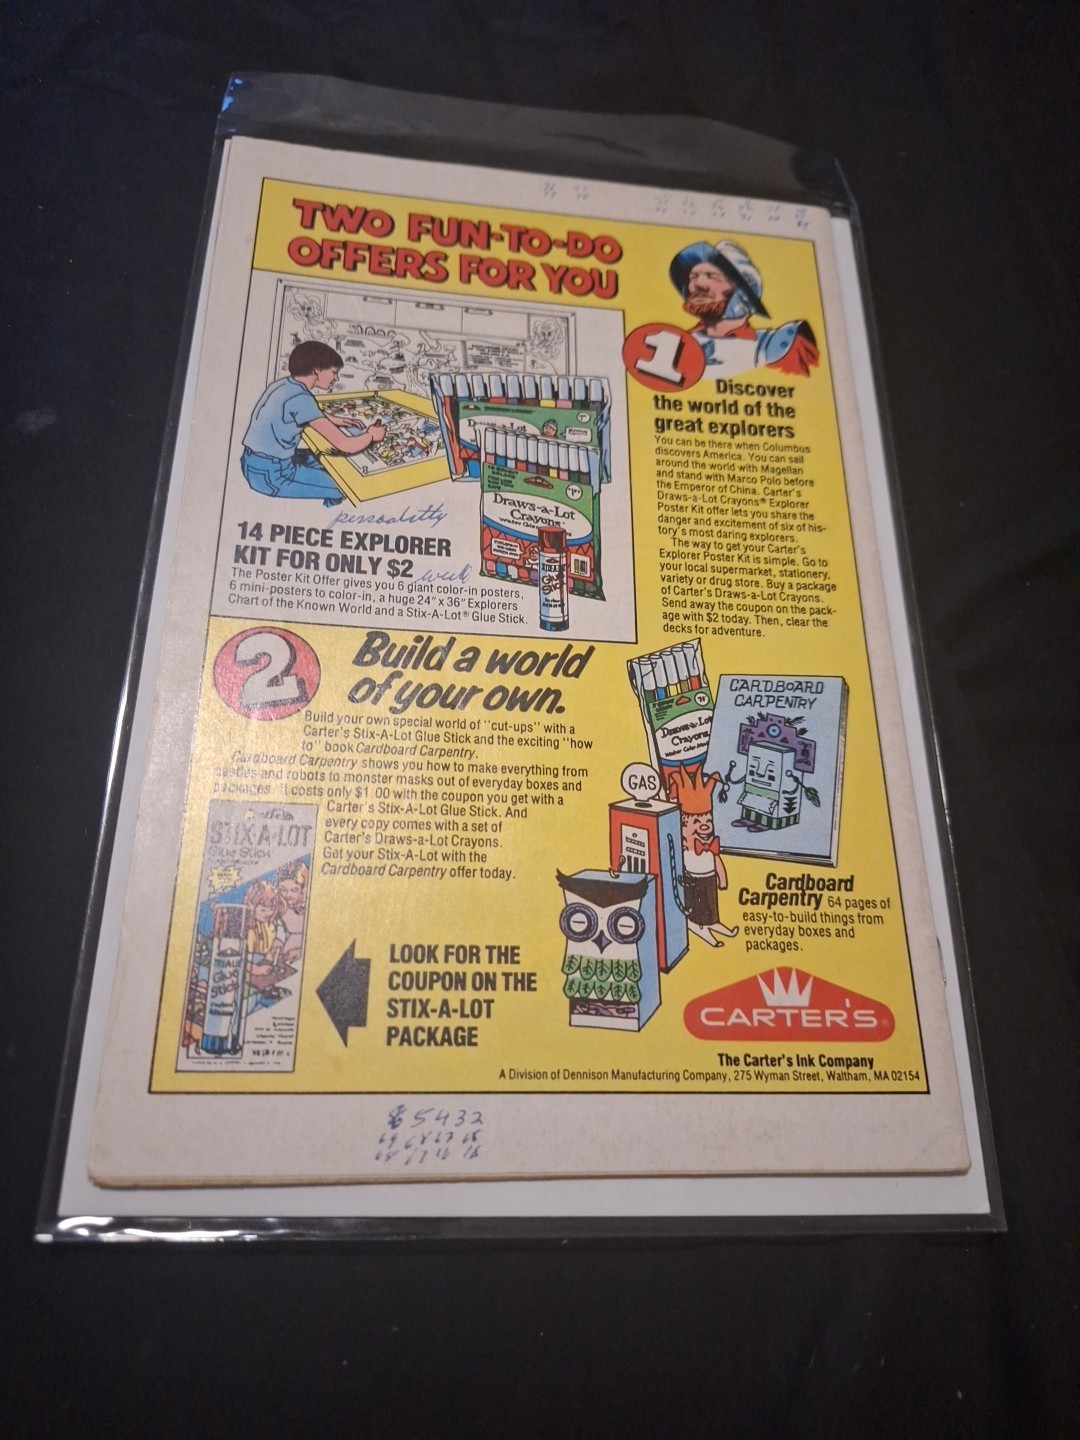 TWO FUN-TO-DO
OFFERS FOR YOU
1
Discover
the world of the
great explorers
You can be there when Columbus
discovers America. You can sail
around the world with Magellan
and stand with Marco Polo before
the Emperor of China. Carter's
Draws-a-Lot Crayons® Explorer
Poster Kit offer lets you share the
danger and excitement of six of his-
tory's most daring explorers.
The way to get your Carter's
Explorer Poster Kit is simple. Go to
your local supermarket, stationery,
variety or drug store. Buy a package
of Carter's Draws-a-Lot Crayons.
Send away the coupon on the pack-
age with $2 today. Then, clear the
decks for adventure.
Draws-a-Lot
Crayons
14 PIECE EXPLORER
KIT FOR ONLY $2
The Poster Kit Offer gives you 6 giant color-in posters,
6 mini-posters to color-in, a huge 24" x 36" Explorers
Chart of the Known World and a Stix-A-Lot® Glue Stick.
2
Build a world
of your own.
Build your own special world of "cut-ups" with a
Carter's Stix-A-Lot Glue Stick and the exciting "how
to" book Cardboard Carpentry.
Cardboard Carpentry shows you how to make everything from
castles and robots to monster masks out of everyday boxes and
packages. It costs only $1.00 with the coupon you get with a
Carter's Stix-A-Lot Glue Stick. And
every copy comes with a set of
Carter's Draws-a-Lot Crayons.
Get your Stix-A-Lot with the
Cardboard Carpentry offer today.
STIX-A-LOT
Glue Stick
Glue
Stick
LOOK FOR THE
COUPON ON THE
STIX-A-LOT
PACKAGE
Draws-a-Lot
Crayons
CARDBOARD
CARPENTRY
GAS
Cardboard
Carpentry 64 pages of
easy-to-build things from
everyday boxes and
packages.
CARTER'S
The Carter's Ink Company
A Division of Dennison Manufacturing Company, 275 Wyman Street, Waltham, MA 02154
5432